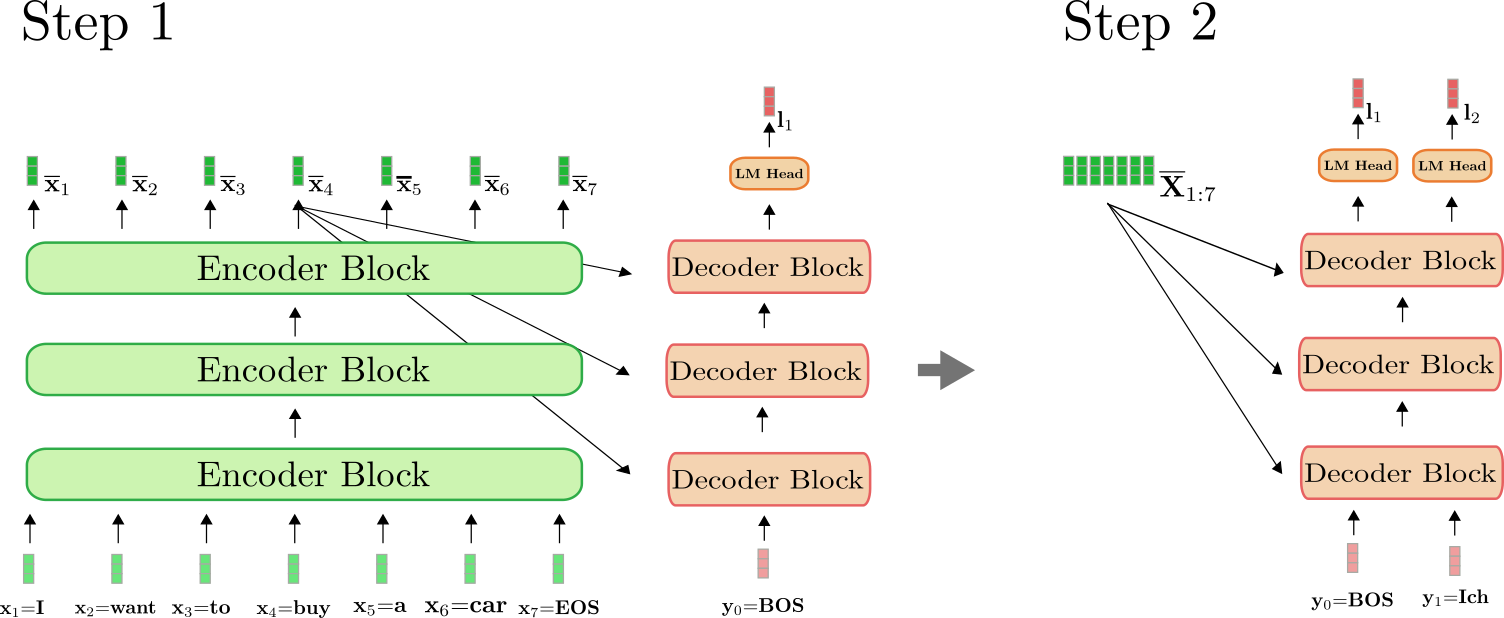 Step 1
Step 2
l₁
l₁
l₂
LM Head
LM Head
LM Head
x̅₁
x̅₂
x̅₃
x̅₄
x̅₅
x̅₆
x̅₇
X̅₁:₇
Encoder Block
Decoder Block
Decoder Block
Encoder Block
Decoder Block
Decoder Block
Encoder Block
Decoder Block
Decoder Block
x₁=I
x₂=want
x₃=to
x₄=buy
x₅=a
x₆=car
x₇=EOS
y₀=BOS
y₀=BOS
y₁=Ich